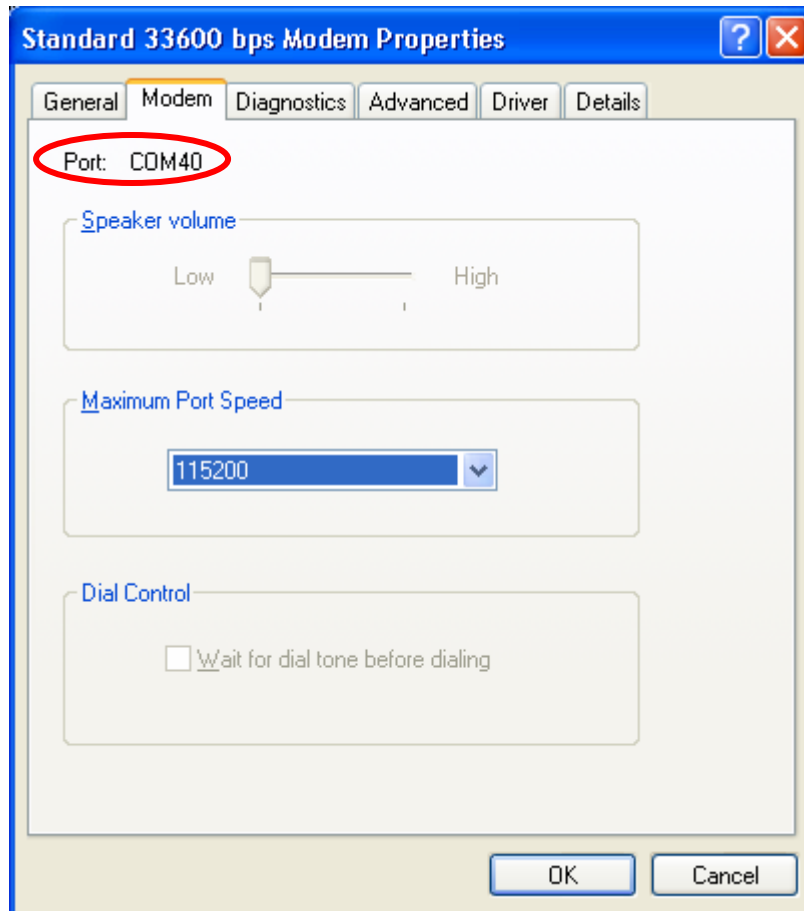 Standard 33600 bps Modem Properties
?
General Modem Diagnostics Advanced Driver Details
Port: COM40
Speaker volume
Low High
Maximum Port Speed
115200
Dial Control
Wait for dial tone before dialing
OK Cancel